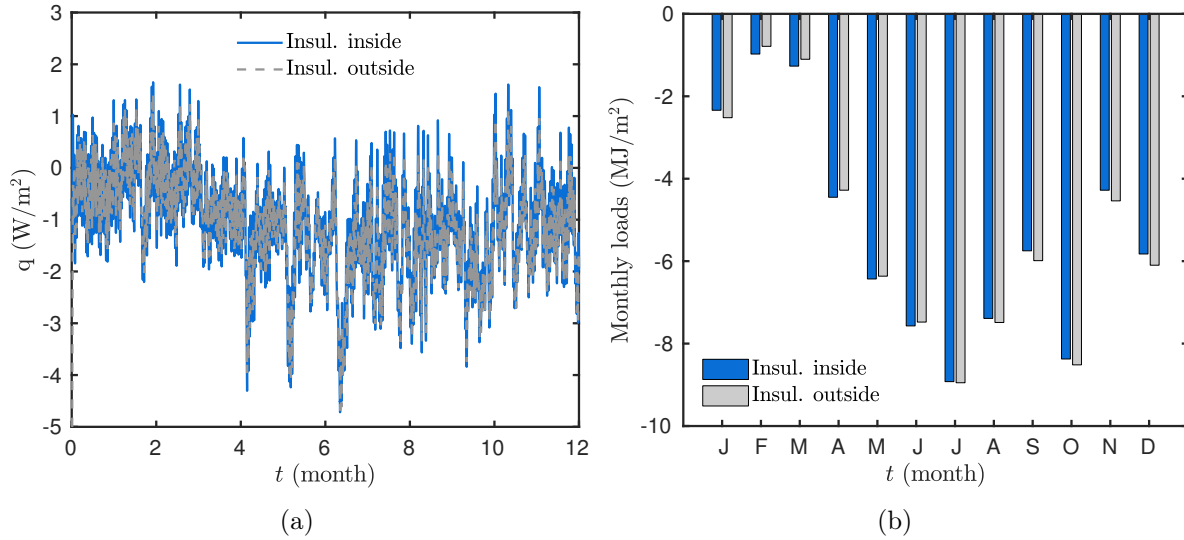 3
2
1
0
-1
-2
-3
-4
-5
q (W/m²)
Insul. inside
Insul. outside
0 2 4 6 8 10 12
t (month)
(a)
0
-2
-4
-6
-8
-10
Monthly loads (MJ/m²)
Insul. inside
Insul. outside
J F M A M J J A S O N D
t (month)
(b)